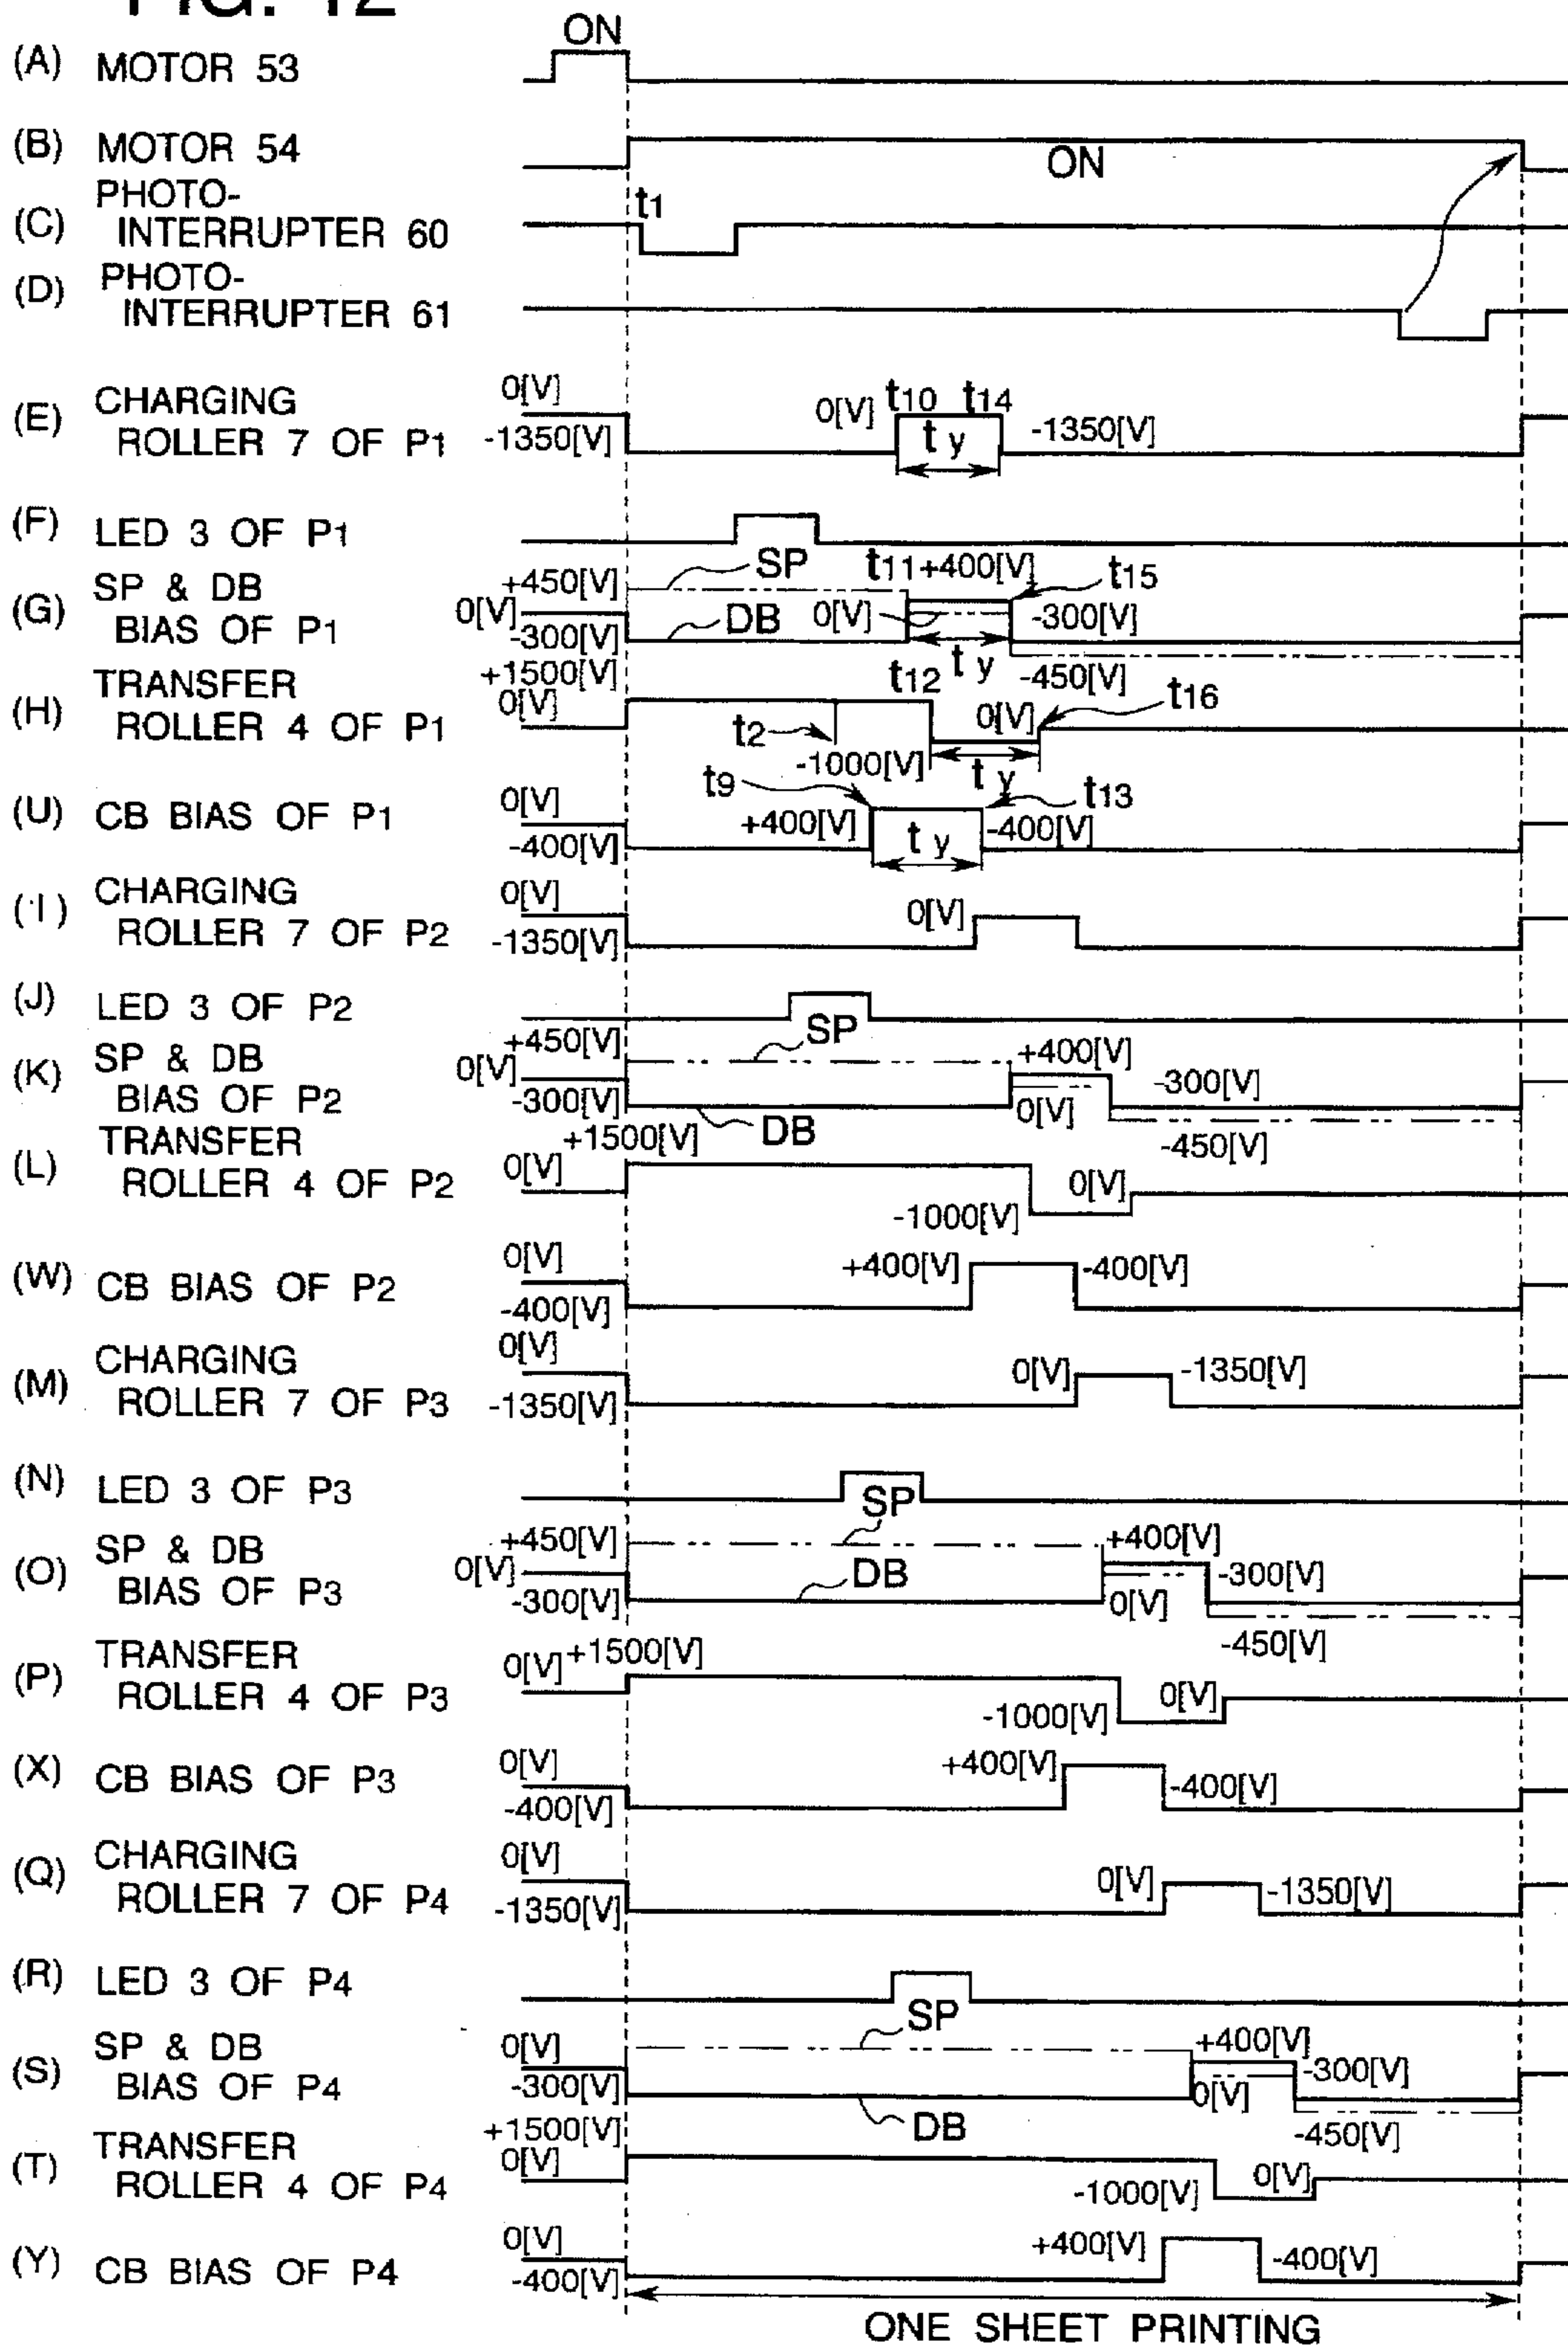 FIG. 12
ON
(A) MOTOR 53
(B) MOTOR 54
ON
PHOTO-
t1
(C) INTERRUPTER 60
PHOTO-
(D) INTERRUPTER 61
(E) CHARGING
ROLLER 7 OF P1
0[V]
-1350[V]
0[V]
t10 t14
ty
-1350[V]
(F) LED 3 OF P1
SP
(G) SP & DB
BIAS OF P1
+450[V]
0[V]
-300[V]
DB
t11 +400[V]
t15
0[V]
-300[V]
ty
-450[V]
(H) TRANSFER
ROLLER 4 OF P1
+1500[V]
0[V]
t2
t12
-1000[V]
0[V]
t16
ty
(U) CB BIAS OF P1
0[V]
-400[V]
t9
+400[V]
ty
t13
-400[V]
(I) CHARGING
ROLLER 7 OF P2
0[V]
-1350[V]
0[V]
(J) LED 3 OF P2
SP
(K) SP & DB
BIAS OF P2
+450[V]
0[V]
-300[V]
DB
+400[V]
0[V]
-300[V]
-450[V]
(L) TRANSFER
ROLLER 4 OF P2
+1500[V]
0[V]
-1000[V]
0[V]
(W) CB BIAS OF P2
0[V]
-400[V]
+400[V]
-400[V]
(M) CHARGING
ROLLER 7 OF P3
0[V]
-1350[V]
0[V]
-1350[V]
(N) LED 3 OF P3
SP
(O) SP & DB
BIAS OF P3
+450[V]
0[V]
-300[V]
DB
+400[V]
0[V]
-300[V]
-450[V]
(P) TRANSFER
ROLLER 4 OF P3
0[V]
+1500[V]
-1000[V]
0[V]
(X) CB BIAS OF P3
0[V]
-400[V]
+400[V]
-400[V]
(Q) CHARGING
ROLLER 7 OF P4
0[V]
-1350[V]
0[V]
-1350[V]
(R) LED 3 OF P4
SP
(S) SP & DB
BIAS OF P4
0[V]
-300[V]
DB
+400[V]
0[V]
-300[V]
-450[V]
(T) TRANSFER
ROLLER 4 OF P4
+1500[V]
0[V]
-1000[V]
0[V]
(Y) CB BIAS OF P4
0[V]
-400[V]
+400[V]
-400[V]
ONE SHEET PRINTING